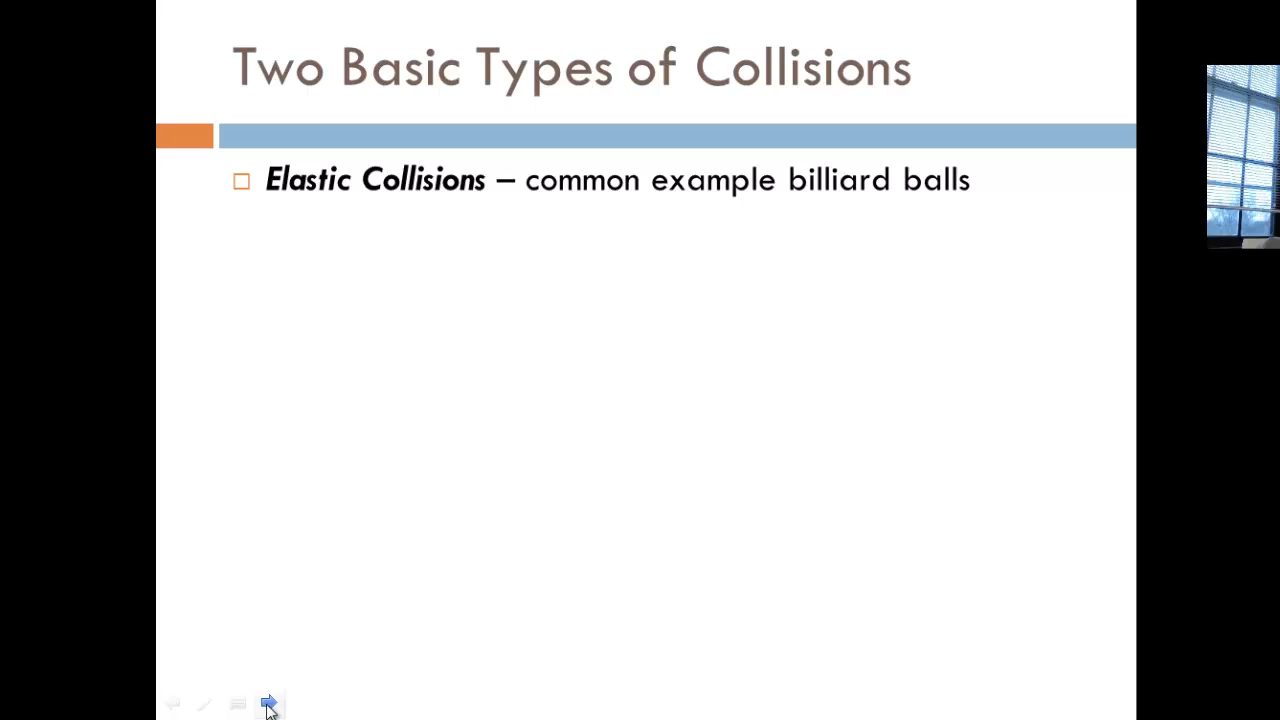 Two Basic Types of Collisions
Elastic Collisions – common example billiard balls